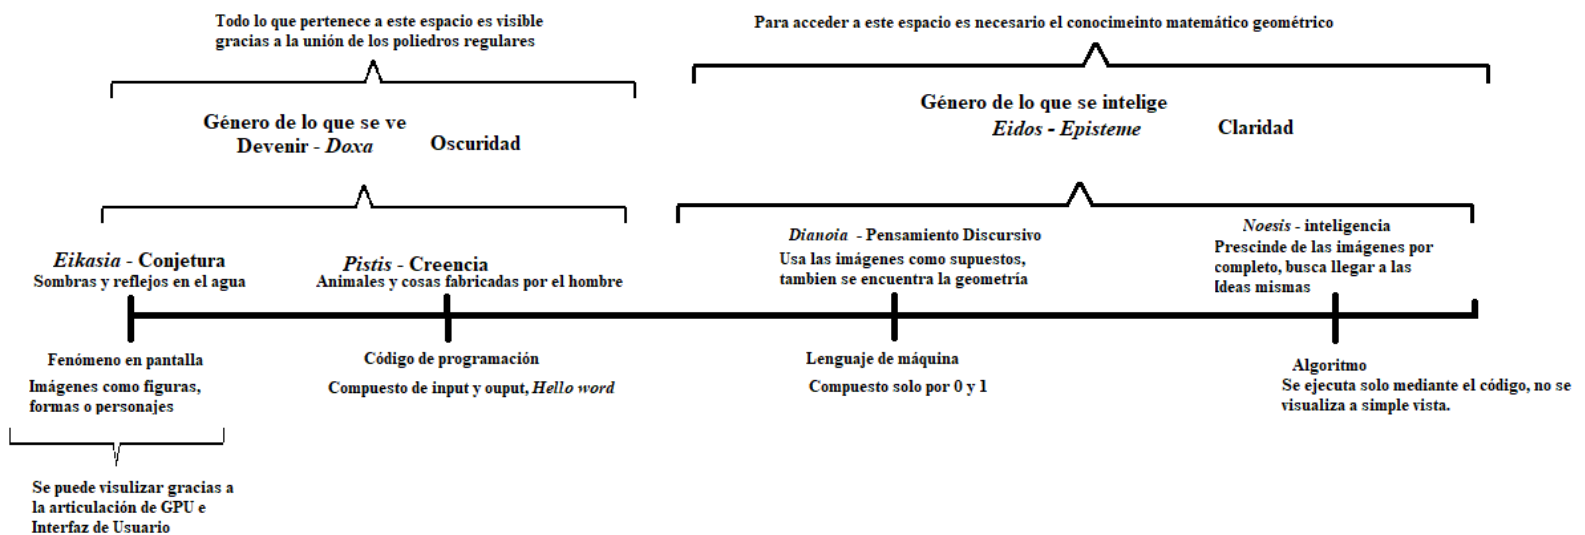 Todo lo que pertenece a este espacio es visible
gracias a la unión de los poliedros regulares
Para acceder a este espacio es necesario el conocimeinto matemático geométrico
Género de lo que se ve
Devenir - Doxa
Oscuridad
Género de lo que se intelige
Eidos - Episteme
Claridad
Eikasia - Conjetura
Sombras y reflejos en el agua
Pistis - Creencia
Animales y cosas fabricadas por el hombre
Dianoia - Pensamiento Discursivo
Usa las imágenes como supuestos,
tambien se encuentra la geometría
Noesis - inteligencia
Prescinde de las imágenes por
completo, busca llegar a las
Ideas mismas
Fenómeno en pantalla
Imágenes como figuras,
formas o personajes
Código de programación
Compuesto de input y ouput, Hello word
Lenguaje de máquina
Compuesto solo por 0 y 1
Algoritmo
Se ejecuta solo mediante el código, no se
visualiza a simple vista.
Se puede visulizar gracias a
la articulación de GPU e
Interfaz de Usuario